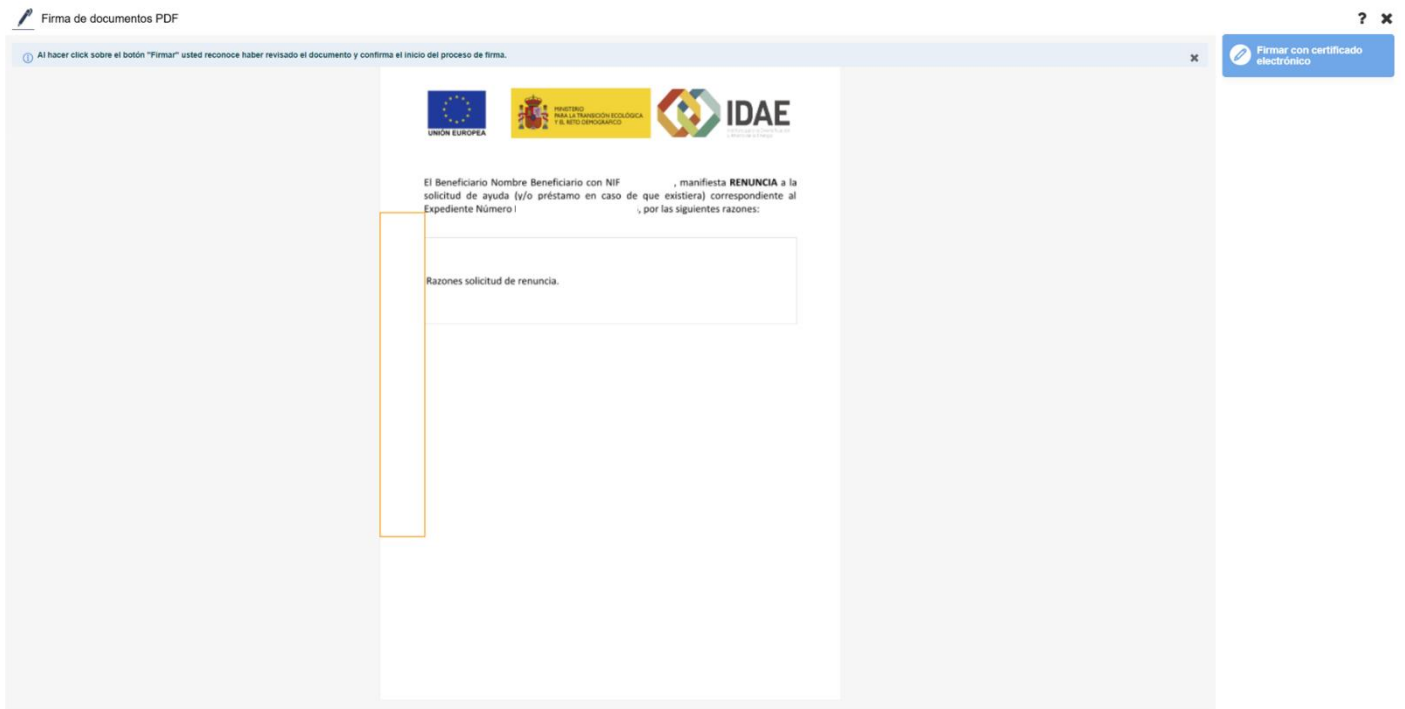 Firma de documentos PDF
? ✖
Al hacer click sobre el botón "Firmar" usted reconoce haber revisado el documento y confirma el inicio del proceso de firma.
Firmar con certificado
electrónico
UNIÓN EUROPEA
MINISTERIO
PARA LA TRANSICIÓN ECOLÓGICA
Y EL RETO DEMOGRÁFICO
IDAE
El Beneficiario Nombre Beneficiario con NIF , manifiesta RENUNCIA a la
solicitud de ayuda (y/o préstamo en caso de que existiera) correspondiente al
Expediente Número , por las siguientes razones:
Razones solicitud de renuncia.